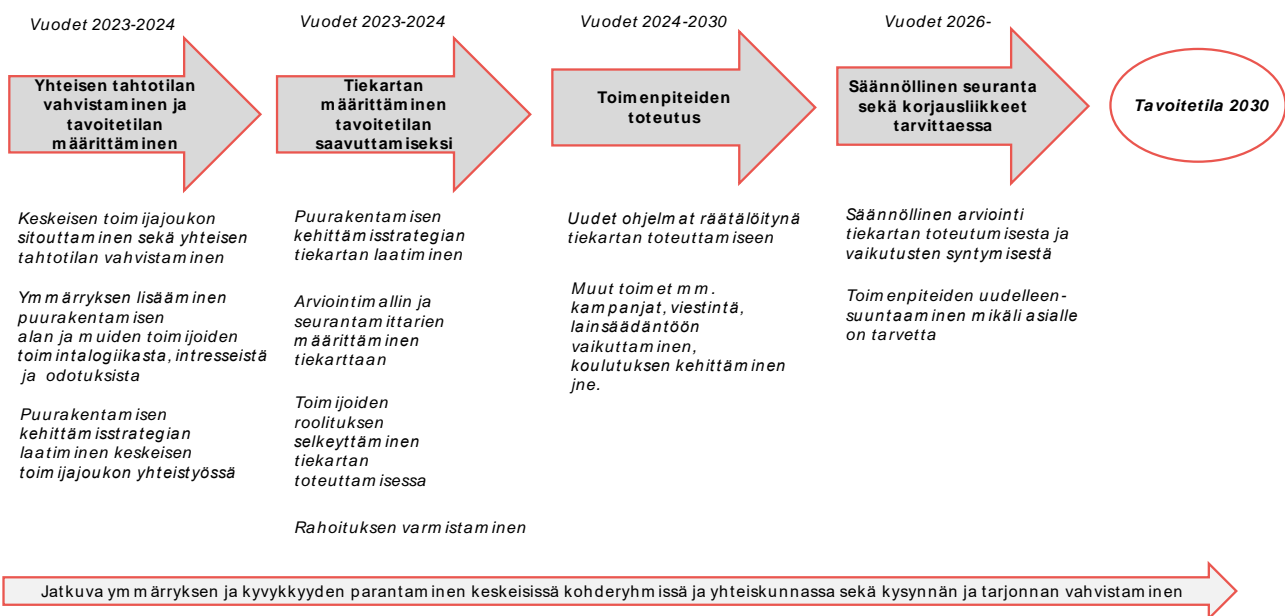 Vuodet 2023-2024
Yhteisen tahtotilan
vahvistaminen ja
tavoitetilan
määrittäminen
Keskeisen toimijajoukon
sitouttaminen sekä yhteisen
tahtotilan vahvistaminen
Ymmärryksen lisääminen
puurakentamisen
alan ja muiden toimijoiden
toimintalogiikasta, intresseistä
ja odotuksista
Puurakentamisen
kehittämisstrategian
laatiminen keskeisen
toimijajoukon yhteistyössä
Vuodet 2023-2024
Tiekartan
määrittäminen
tavoitetilan
saavuttamiseksi
Puurakentamisen
kehittämisstrategian
tiekartan laatiminen
Arviointimallin ja
seurantamittarien
määrittäminen
tiekarttaan
Toimijoiden
roolituksen
selkeyttäminen
tiekartan
toteuttamisessa
Rahoituksen varmistaminen
Vuodet 2024-2030
Toimenpiteiden
toteutus
Uudet ohjelmat räätälöitynä
tiekartan toteuttamiseen
Muut toimet mm.
kampanjat, viestintä,
lainsäädäntöön
vaikuttaminen,
koulutuksen kehittäminen
jne.
Vuodet 2026-
Säännöllinen seuranta
sekä korjausliikkeet
tarvittaessa
Säännöllinen arviointi
tiekartan toteutumisesta ja
vaikutusten syntymisestä
Toimenpiteiden uudelleen-
suuntaaminen mikäli asialle
on tarvetta
Tavoitetila 2030
Jatkuva ymmärryksen ja kyvykkyyden parantaminen keskeisissä kohderyhmissä ja yhteiskunnassa sekä kysynnän ja tarjonnan vahvistaminen